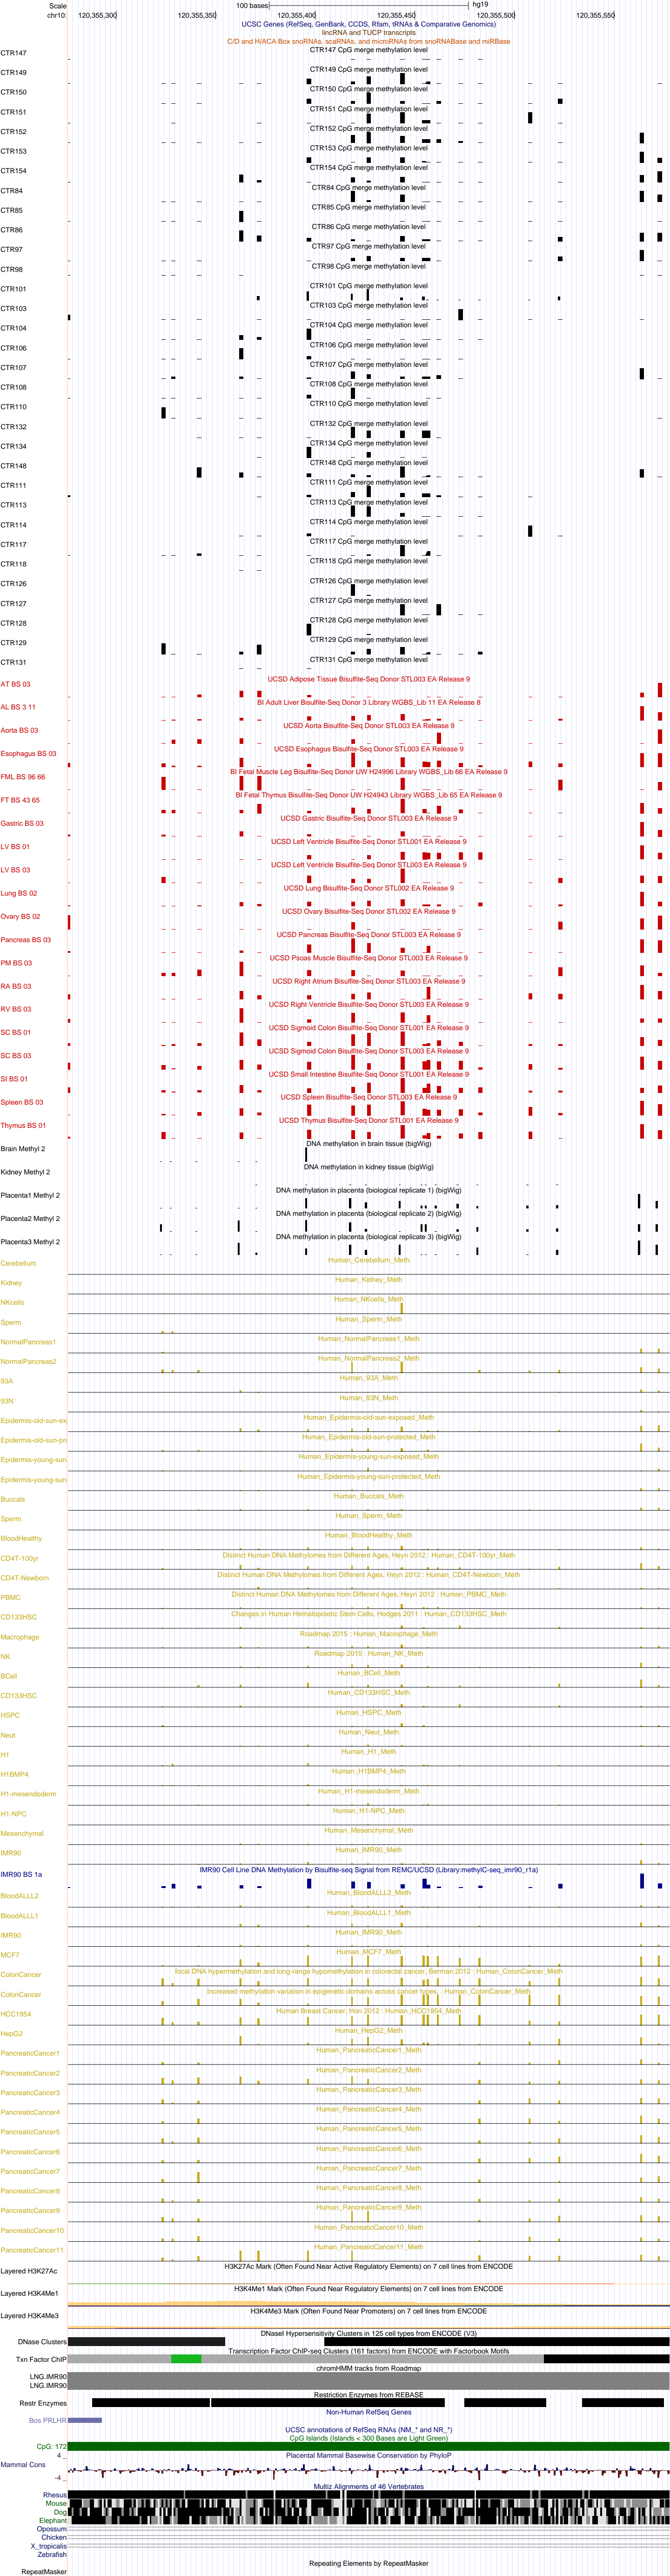 Scale 100 bases hg19
chr10: 120,355,300 120,355,350 120,355,400 120,355,450 120,355,500 120,355,550
UCSC Genes (RefSeq, GenBank, CCDS, Rfam, tRNAs & Comparative Genomics)
lincRNA and TUCP transcripts
C/D and H/ACA Box snoRNAs, scaRNAs, and microRNAs from snoRNABase and miRBase
CTR147 CpG merge methylation level
CTR147
CTR149 CpG merge methylation level
CTR149
CTR150 CpG merge methylation level
CTR150
CTR151 CpG merge methylation level
CTR151
CTR152 CpG merge methylation level
CTR152
CTR153 CpG merge methylation level
CTR153
CTR154 CpG merge methylation level
CTR154
CTR84 CpG merge methylation level
CTR84
CTR85 CpG merge methylation level
CTR85
CTR86 CpG merge methylation level
CTR86
CTR97 CpG merge methylation level
CTR97
CTR98 CpG merge methylation level
CTR98
CTR101 CpG merge methylation level
CTR101
CTR103 CpG merge methylation level
CTR103
CTR104 CpG merge methylation level
CTR104
CTR106 CpG merge methylation level
CTR106
CTR107 CpG merge methylation level
CTR107
CTR108 CpG merge methylation level
CTR108
CTR110 CpG merge methylation level
CTR110
CTR132 CpG merge methylation level
CTR132
CTR134 CpG merge methylation level
CTR134
CTR148 CpG merge methylation level
CTR148
CTR111 CpG merge methylation level
CTR111
CTR113 CpG merge methylation level
CTR113
CTR114 CpG merge methylation level
CTR114
CTR117 CpG merge methylation level
CTR117
CTR118 CpG merge methylation level
CTR118
CTR126 CpG merge methylation level
CTR126
CTR127 CpG merge methylation level
CTR127
CTR128 CpG merge methylation level
CTR128
CTR129 CpG merge methylation level
CTR129
CTR131 CpG merge methylation level
CTR131
UCSD Adipose Tissue Bisulfite-Seq Donor STL003 EA Release 9
AT BS 03
BI Adult Liver Bisulfite-Seq Donor 3 Library WGBS_Lib 11 EA Release 8
AL BS 3 11
UCSD Aorta Bisulfite-Seq Donor STL003 EA Release 9
Aorta BS 03
UCSD Esophagus Bisulfite-Seq Donor STL003 EA Release 9
Esophagus BS 03
BI Fetal Muscle Leg Bisulfite-Seq Donor UW H24996 Library WGBS_Lib 66 EA Release 9
FML BS 96 66
BI Fetal Thymus Bisulfite-Seq Donor UW H24943 Library WGBS_Lib 65 EA Release 9
FT BS 43 65
UCSD Gastric Bisulfite-Seq Donor STL003 EA Release 9
Gastric BS 03
UCSD Left Ventricle Bisulfite-Seq Donor STL001 EA Release 9
LV BS 01
UCSD Left Ventricle Bisulfite-Seq Donor STL003 EA Release 9
LV BS 03
UCSD Lung Bisulfite-Seq Donor STL002 EA Release 9
Lung BS 02
UCSD Ovary Bisulfite-Seq Donor STL002 EA Release 9
Ovary BS 02
UCSD Pancreas Bisulfite-Seq Donor STL003 EA Release 9
Pancreas BS 03
UCSD Psoas Muscle Bisulfite-Seq Donor STL003 EA Release 9
PM BS 03
UCSD Right Atrium Bisulfite-Seq Donor STL003 EA Release 9
RA BS 03
UCSD Right Ventricle Bisulfite-Seq Donor STL003 EA Release 9
RV BS 03
UCSD Sigmoid Colon Bisulfite-Seq Donor STL001 EA Release 9
SC BS 01
UCSD Sigmoid Colon Bisulfite-Seq Donor STL003 EA Release 9
SC BS 03
UCSD Small Intestine Bisulfite-Seq Donor STL001 EA Release 9
SI BS 01
UCSD Spleen Bisulfite-Seq Donor STL003 EA Release 9
Spleen BS 03
UCSD Thymus Bisulfite-Seq Donor STL001 EA Release 9
Thymus BS 01
DNA methylation in brain tissue (bigWig)
Brain Methyl 2
DNA methylation in kidney tissue (bigWig)
Kidney Methyl 2
DNA methylation in placenta (biological replicate 1) (bigWig)
Placenta1 Methyl 2
DNA methylation in placenta (biological replicate 2) (bigWig)
Placenta2 Methyl 2
DNA methylation in placenta (biological replicate 3) (bigWig)
Placenta3 Methyl 2
Human_Cerebellum_Meth
Cerebellum
Human_Kidney_Meth
Kidney
Human_NKcells_Meth
NKcells
Human_Sperm_Meth
Sperm
Human_NormalPancreas1_Meth
NormalPancreas1
Human_NormalPancreas2_Meth
NormalPancreas2
Human_93A_Meth
93A
Human_93N_Meth
93N
Human_Epidermis-old-sun-exposed_Meth
Epidermis-old-sun-ex
Human_Epidermis-old-sun-protected_Meth
Epidermis-old-sun-pr
Human_Epidermis-young-sun-exposed_Meth
Epidermis-young-sun
Human_Epidermis-young-sun-protected_Meth
Epidermis-young-sun
Human_Buccals_Meth
Buccals
Human_Sperm_Meth
Sperm
Human_BloodHealthy_Meth
BloodHealthy
Distinct Human DNA Methylomes from Different Ages, Heyn 2012 : Human_CD4T-100yr_Meth
CD4T-100yr
Distinct Human DNA Methylomes from Different Ages, Heyn 2012 : Human_CD4T-Newborn_Meth
CD4T-Newborn
Distinct Human DNA Methylomes from Different Ages, Heyn 2012 : Human_PBMC_Meth
PBMC
Changes in Human Hematopoietic Stem Cells, Hodges 2011 : Human_CD133HSC_Meth
CD133HSC
Roadmap 2015 : Human_Macrophage_Meth
Macrophage
Roadmap 2015 : Human_NK_Meth
NK
Human_BCell_Meth
BCell
Human_CD133HSC_Meth
CD133HSC
Human_HSPC_Meth
HSPC
Human_Neut_Meth
Neut
Human_H1_Meth
H1
Human_H1BMP4_Meth
H1BMP4
Human_H1-mesendoderm_Meth
H1-mesendoderm
Human_H1-NPC_Meth
H1-NPC
Human_Mesenchymal_Meth
Mesenchymal
Human_IMR90_Meth
IMR90
IMR90 Cell Line DNA Methylation by Bisulfite-seq Signal from REMC/UCSD (Library:methylC-seq_imr90_r1a)
IMR90 BS 1a
Human_BloodALLL2_Meth
BloodALLL2
Human_BloodALLL1_Meth
BloodALLL1
Human_IMR90_Meth
IMR90
Human_MCF7_Meth
MCF7
focal DNA hypermethylation and long-range hypomethylation in colorectal cancer, Berman 2012 : Human_ColonCancer_Meth
ColonCancer
Increased methylation variation in epigenetic domains across cancer types : Human_ColonCancer_Meth
ColonCancer
Human Breast Cancer, Hon 2012 : Human_HCC1954_Meth
HCC1954
Human_HepG2_Meth
HepG2
Human_PancreaticCancer1_Meth
PancreaticCancer1
Human_PancreaticCancer2_Meth
PancreaticCancer2
Human_PancreaticCancer3_Meth
PancreaticCancer3
Human_PancreaticCancer4_Meth
PancreaticCancer4
Human_PancreaticCancer5_Meth
PancreaticCancer5
Human_PancreaticCancer6_Meth
PancreaticCancer6
Human_PancreaticCancer7_Meth
PancreaticCancer7
Human_PancreaticCancer8_Meth
PancreaticCancer8
Human_PancreaticCancer9_Meth
PancreaticCancer9
Human_PancreaticCancer10_Meth
PancreaticCancer10
Human_PancreaticCancer11_Meth
PancreaticCancer11
H3K27Ac Mark (Often Found Near Active Regulatory Elements) on 7 cell lines from ENCODE
Layered H3K27Ac
H3K4Me1 Mark (Often Found Near Regulatory Elements) on 7 cell lines from ENCODE
Layered H3K4Me1
H3K4Me3 Mark (Often Found Near Promoters) on 7 cell lines from ENCODE
Layered H3K4Me3
DNaseI Hypersensitivity Clusters in 125 cell types from ENCODE (V3)
DNase Clusters
Transcription Factor ChIP-seq Clusters (161 factors) from ENCODE with Factorbook Motifs
Txn Factor ChIP
chromHMM tracks from Roadmap
LNG.IMR90
LNG.IMR90
Restriction Enzymes from REBASE
Restr Enzymes
Non-Human RefSeq Genes
Bos PRLHR
UCSC annotations of RefSeq RNAs (NM_* and NR_*)
CpG Islands (Islands < 300 Bases are Light Green)
CpG: 172
Placental Mammal Basewise Conservation by PhyloP
4 _
Mammal Cons
-4 _
Multiz Alignments of 46 Vertebrates
Rhesus
Mouse
Dog
Elephant
Opossum
Chicken
X_tropicalis
Zebrafish
Repeating Elements by RepeatMasker
RepeatMasker